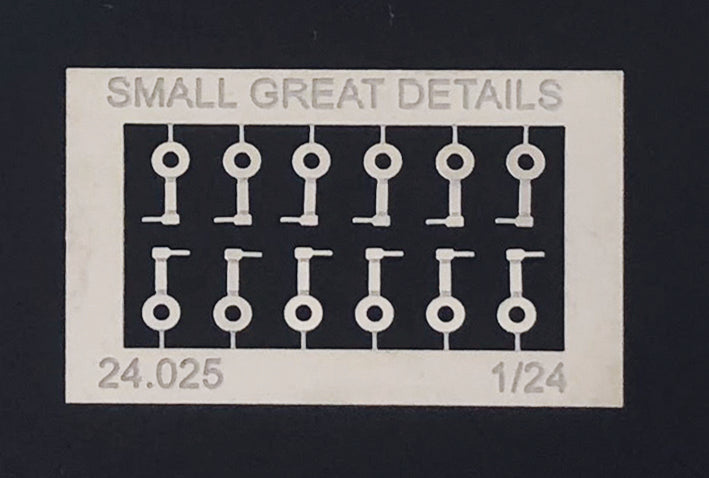 SMALL GREAT DETAILS
24.025 1/24